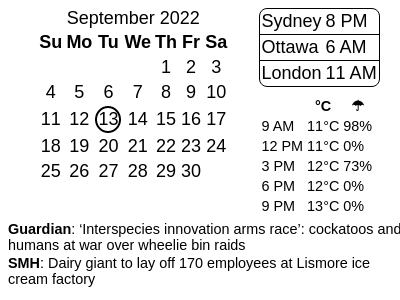 September 2022
Su Mo Tu We Th Fr Sa
1 2 3
4 5 6 7 8 9 10
11 12 13 14 15 16 17
18 19 20 21 22 23 24
25 26 27 28 29 30
Sydney 8 PM
Ottawa 6 AM
London 11 AM
°C ☂
9 AM 11°C 98%
12 PM 11°C 0%
3 PM 12°C 73%
6 PM 12°C 0%
9 PM 13°C 0%
Guardian: ‘Interspecies innovation arms race’: cockatoos and
humans at war over wheelie bin raids
SMH: Dairy giant to lay off 170 employees at Lismore ice
cream factory